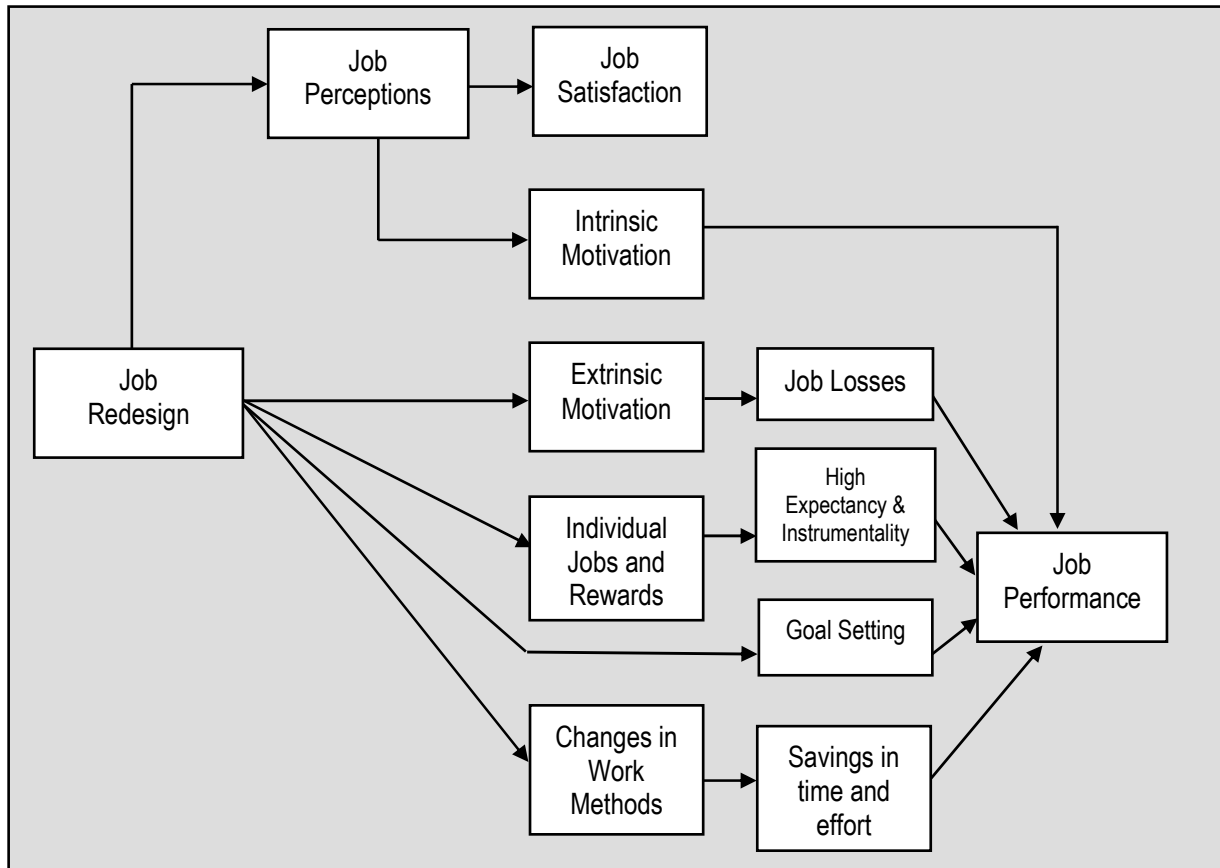 Job
Perceptions
Job
Satisfaction
Intrinsic
Motivation
Job
Redesign
Extrinsic
Motivation
Job Losses
High
Expectancy &
Instrumentality
Individual
Jobs and
Rewards
Job
Performance
Goal Setting
Changes in
Work
Methods
Savings in
time and
effort